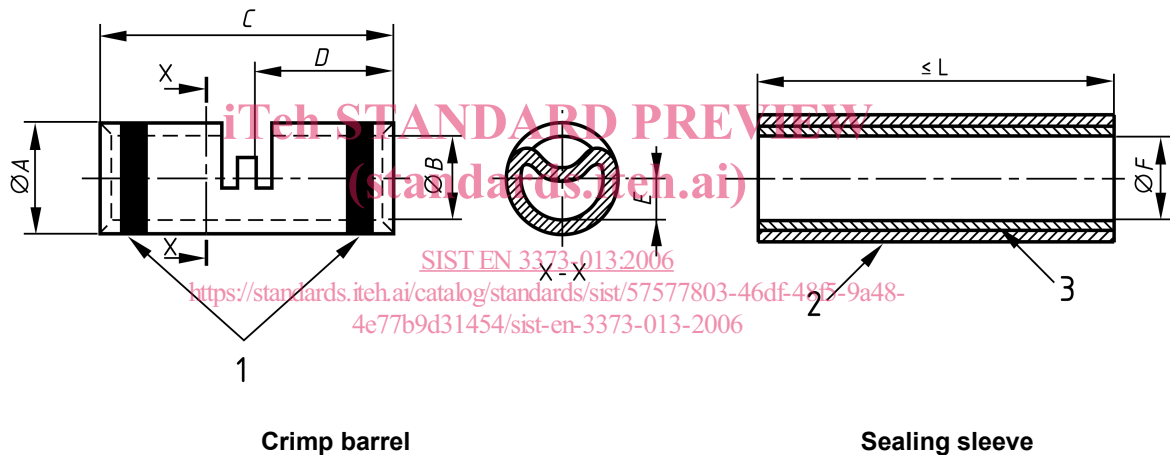 C
D
X
≤ L
iTeh STANDARD PREVIEW
(standards.iteh.ai)
ØA
ØB
E
ØF
X
X - X
SIST EN 3373-013:2006
https://standards.iteh.ai/catalog/standards/sist/57577803-46df-48f5-9a48-
4e77b9d31454/sist-en-3373-013-2006
2
3
1
Crimp barrel
Sealing sleeve